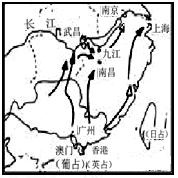 南京
长江
武昌
上海
九江
南昌
广州
(日占)
澳门 香港
(葡占)(英占)